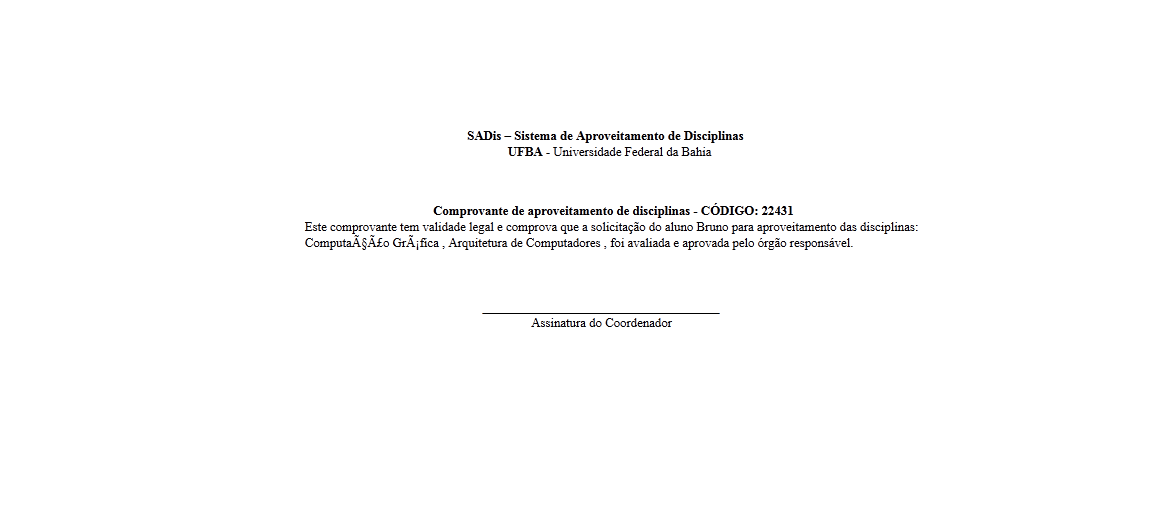 SADis – Sistema de Aproveitamento de Disciplinas
UFBA - Universidade Federal da Bahia
Comprovante de aproveitamento de disciplinas - CÓDIGO: 22431
Este comprovante tem validade legal e comprova que a solicitação do aluno Bruno para aproveitamento das disciplinas:
ComputaÃ§Ã£o GrÃ¡fica , Arquitetura de Computadores , foi avaliada e aprovada pelo órgão responsável.
Assinatura do Coordenador